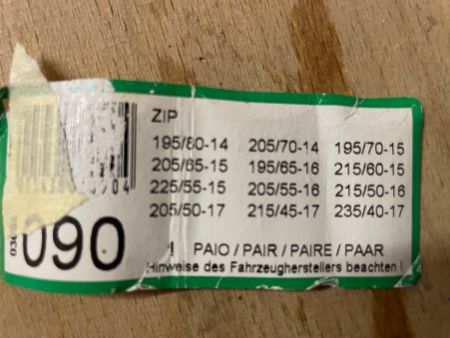 ZIP
195/80-14 205/70-14 195/70-15
205/65-15 195/65-16 215/60-15
225/55-15 205/55-16 215/50-16
205/50-17 215/45-17 235/40-17
090
1 PAIO / PAIR / PAIRE / PAAR
Hinweise des Fahrzeugherstellers beachten !